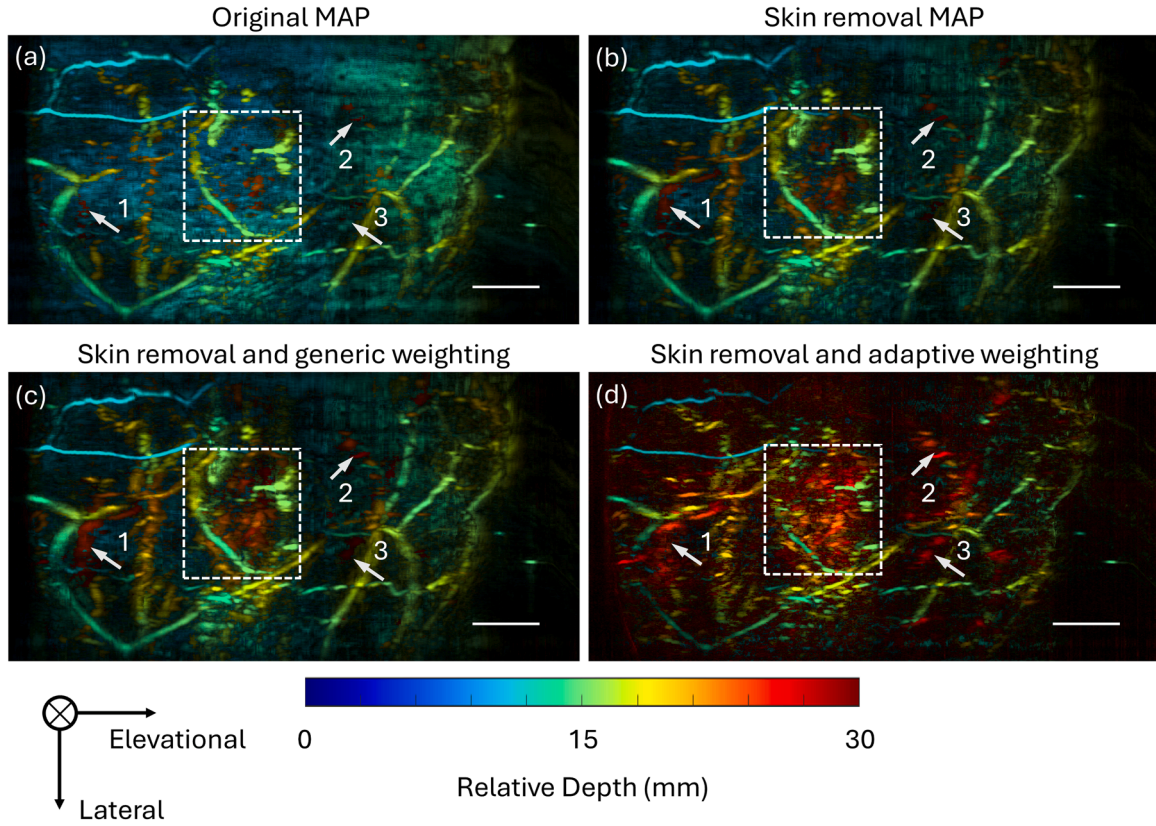 Original MAP
Skin removal MAP
(a)
(b)
1
2
3
1
2
3
Skin removal and generic weighting
Skin removal and adaptive weighting
(c)
(d)
1
2
3
1
2
3
Elevational
Lateral
0
15
30
Relative Depth (mm)